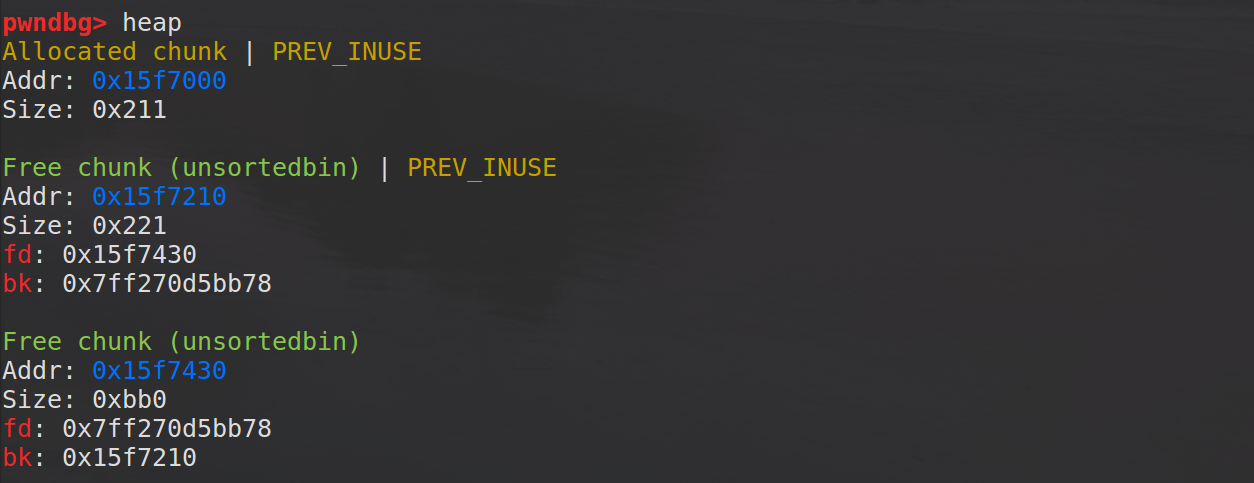 pwndbg> heap
Allocated chunk | PREV_INUSE
Addr: 0x15f7000
Size: 0x211
Free chunk (unsortedbin) | PREV_INUSE
Addr: 0x15f7210
Size: 0x221
fd: 0x15f7430
bk: 0x7ff270d5bb78
Free chunk (unsortedbin)
Addr: 0x15f7430
Size: 0xbb0
fd: 0x7ff270d5bb78
bk: 0x15f7210